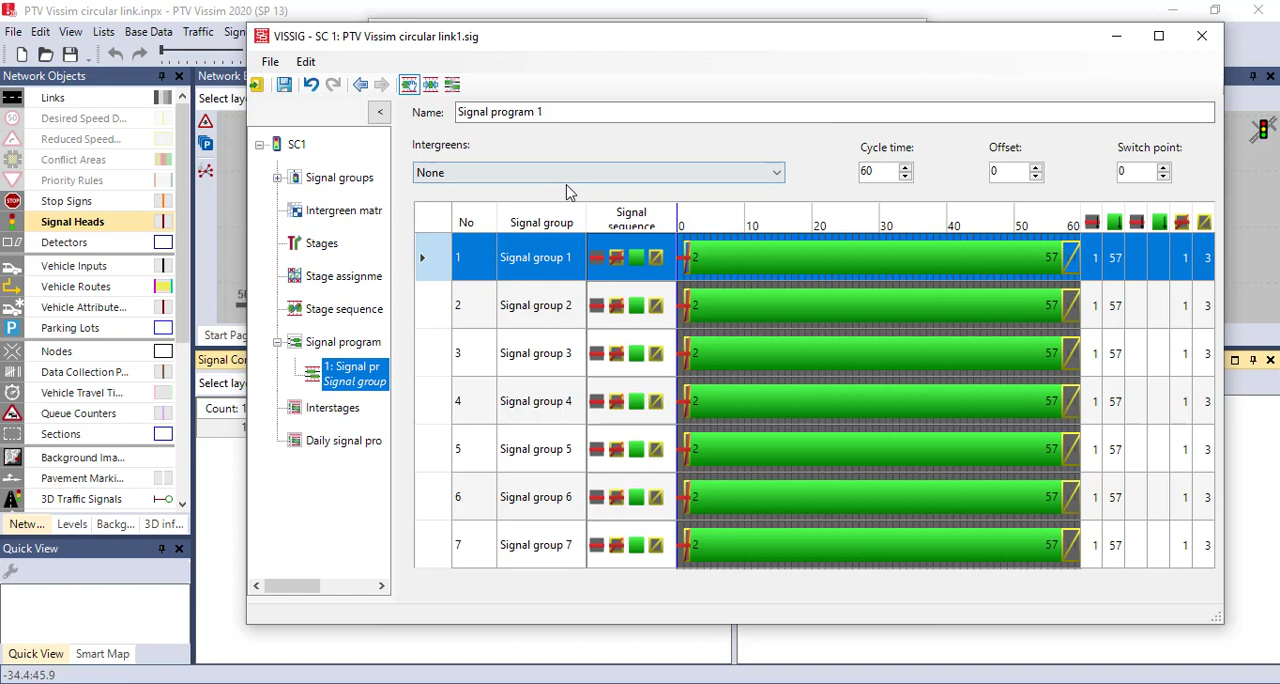 PTV Vissim circular link.inpx - PTV Vissim 2020 (SP 13)
File Edit View Lists Base Data Traffic Sign
VISSIG - SC 1: PTV Vissim circular link1.sig
File Edit
Network Objects
Network E
Select lay
Links
Desired Speed D...
Reduced Speed...
Conflict Areas
Priority Rules
Stop Signs
Signal Heads
Detectors
Vehicle Inputs
Vehicle Routes
Vehicle Attribute...
Parking Lots
Nodes
Data Collection P...
Vehicle Travel Ti...
Queue Counters
Sections
Background Ima...
Pavement Marki...
3D Traffic Signals
Netw... Levels Backg... 3D inf...
Quick View
Quick View Smart Map
-34.4:45.9
Start Pag
Signal Con
Select lay
Count: 1
<
SC1
Signal groups
Intergreen matr
Stages
Stage assignme
Stage sequence
Signal program
1: Signal pr
Signal group
Interstages
Daily signal pro
Name: Signal program 1
Intergreens: Cycle time: Offset: Switch point:
None 60 0 0
No Signal group Signal sequence 0 10 20 30 40 50 60
1 Signal group 1 2 57 1 57 1 3
2 Signal group 2 2 57 1 57 1 3
3 Signal group 3 2 57 1 57 1 3
4 Signal group 4 2 57 1 57 1 3
5 Signal group 5 2 57 1 57 1 3
6 Signal group 6 2 57 1 57 1 3
7 Signal group 7 2 57 1 57 1 3